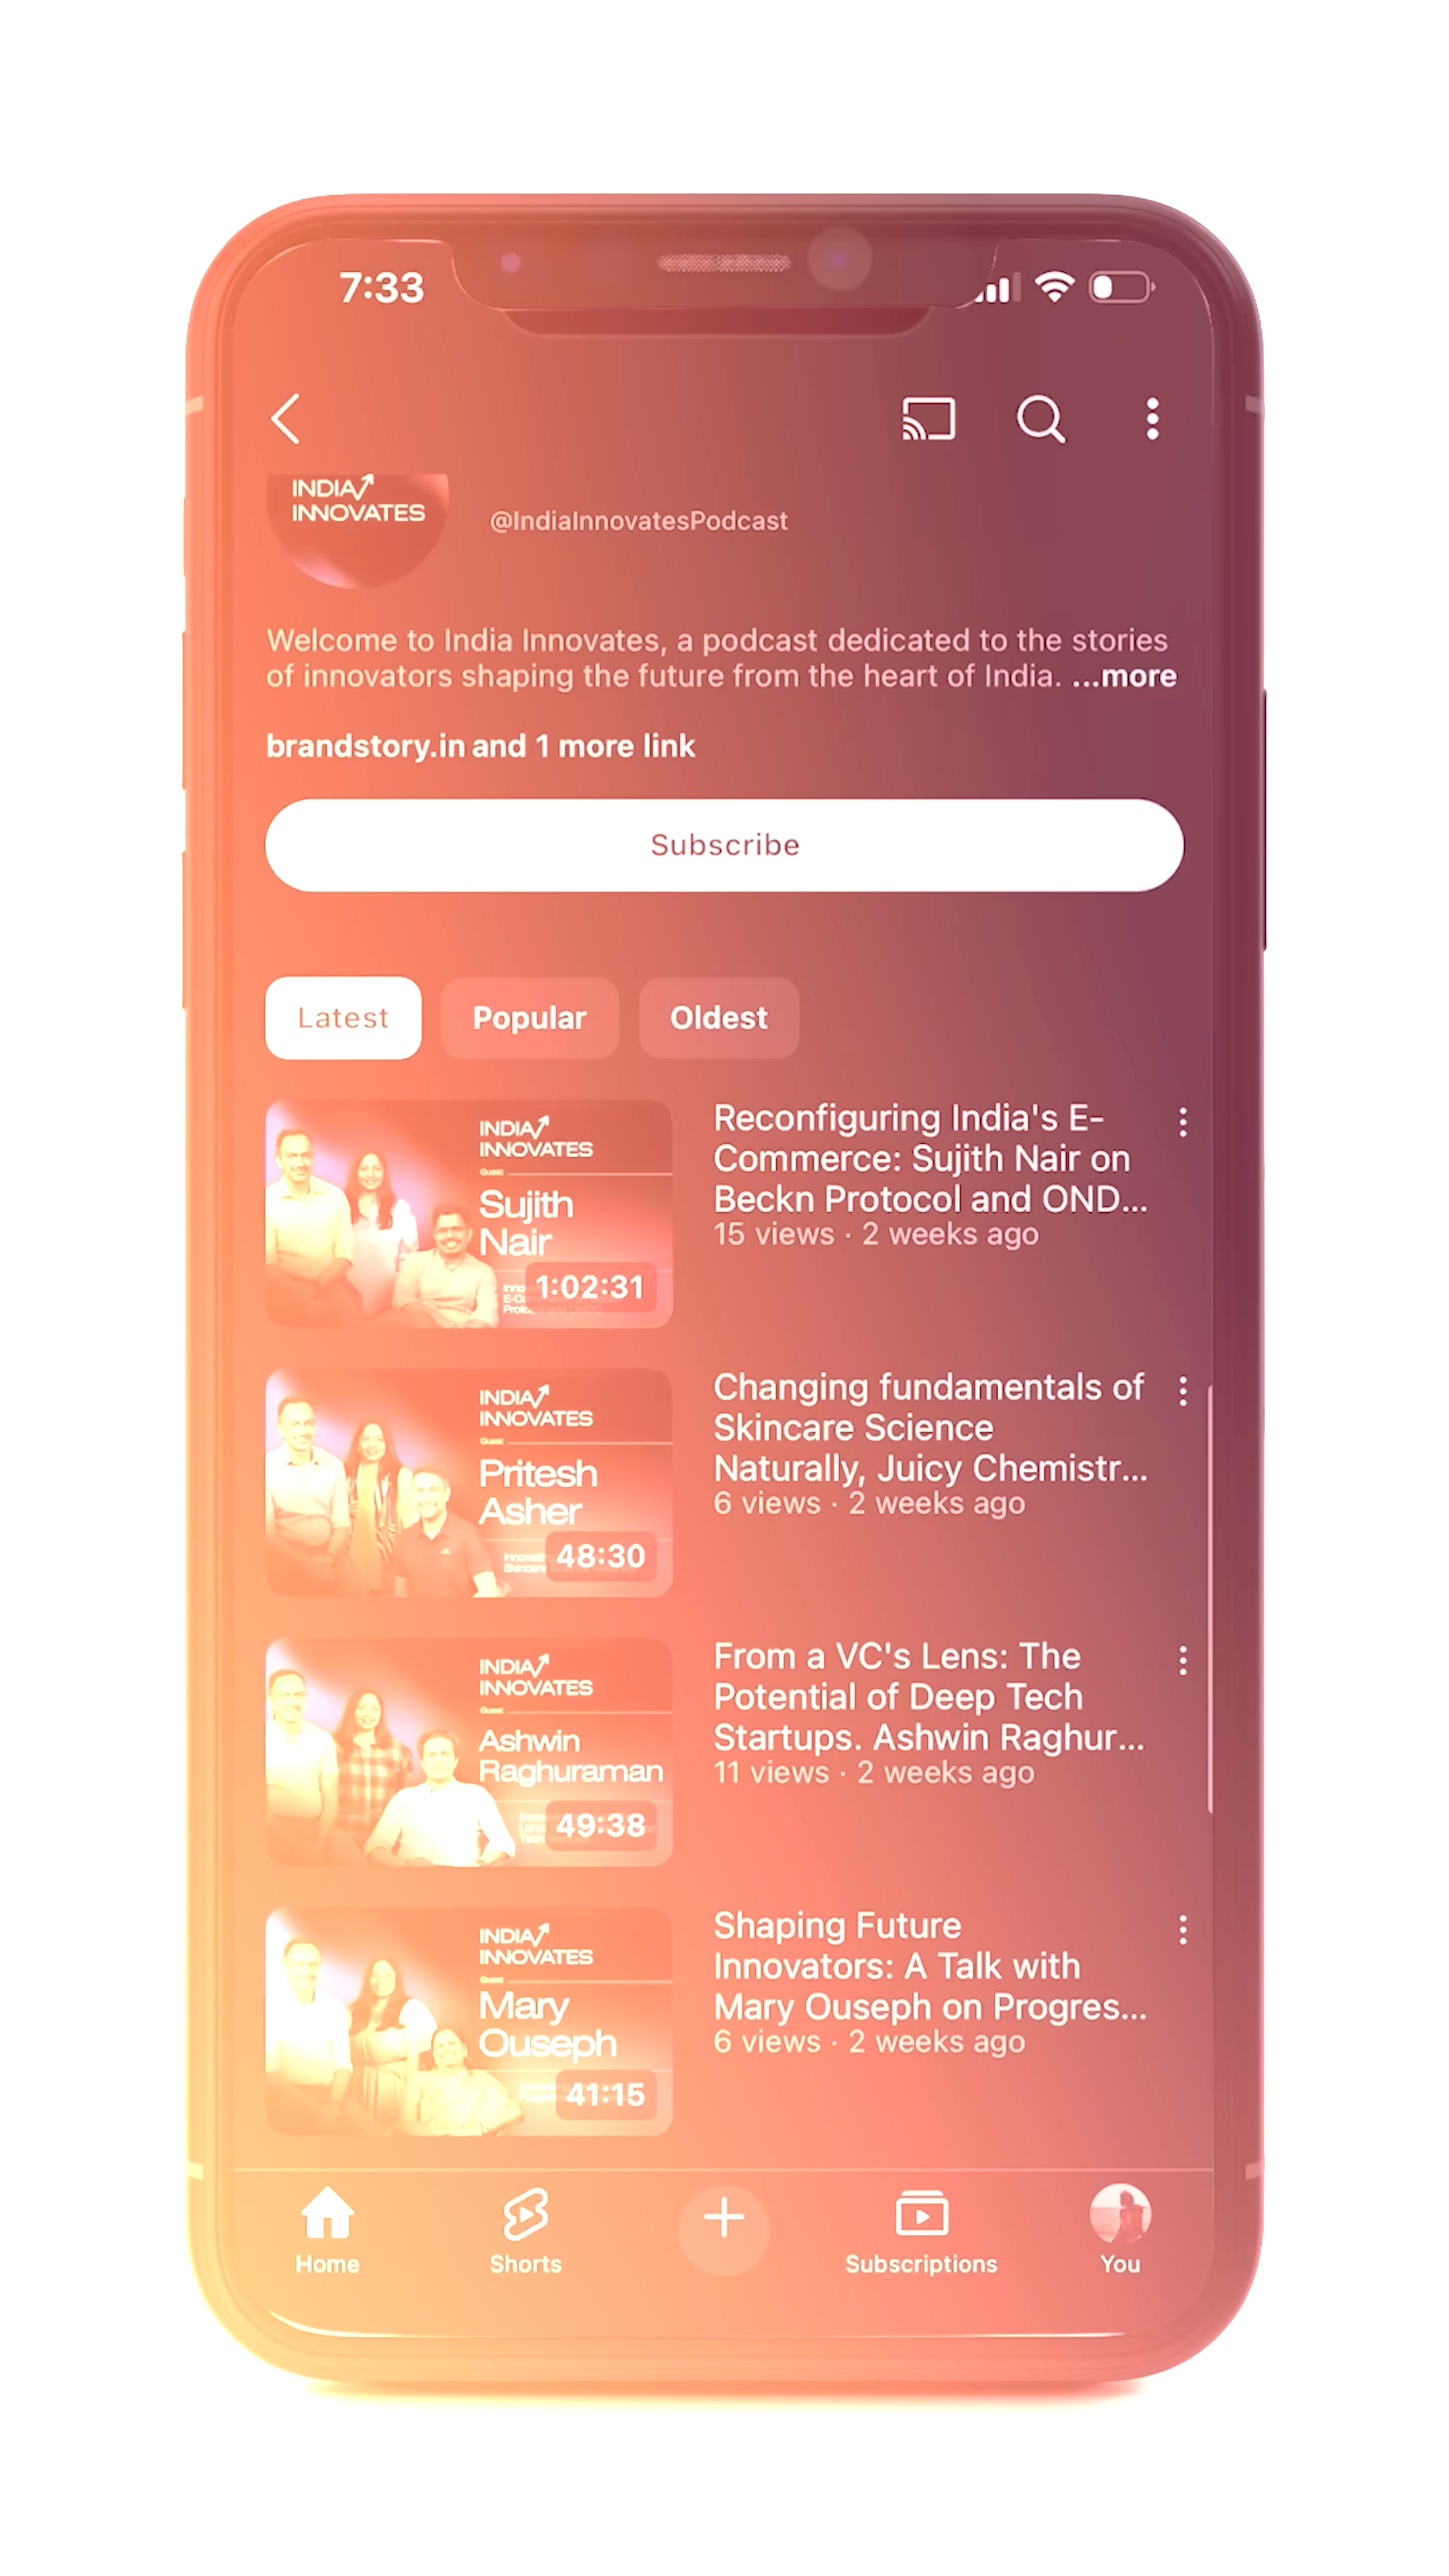 7:33
INDIA
INNOVATES
@IndiaInnovatesPodcast
Welcome to India Innovates, a podcast dedicated to the stories
of innovators shaping the future from the heart of India. ...more
brandstory.in and 1 more link
Subscribe
Latest
Popular
Oldest
INDIA
INNOVATES
Guest
Sujith
Nair
1:02:31
Reconfiguring India's E-
Commerce: Sujith Nair on
Beckn Protocol and OND...
15 views · 2 weeks ago
INDIA
INNOVATES
Guest
Pritesh
Asher
48:30
Changing fundamentals of
Skincare Science
Naturally, Juicy Chemistr...
6 views · 2 weeks ago
INDIA
INNOVATES
Guest
Ashwin
Raghuraman
49:38
From a VC's Lens: The
Potential of Deep Tech
Startups. Ashwin Raghur...
11 views · 2 weeks ago
INDIA
INNOVATES
Guest
Mary
Ouseph
41:15
Shaping Future
Innovators: A Talk with
Mary Ouseph on Progres...
6 views · 2 weeks ago
Home
Shorts
Subscriptions
You